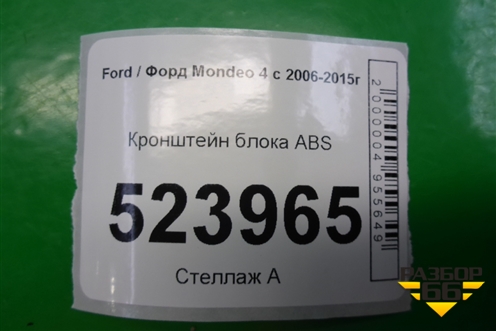 Ford / Форд Mondeo 4 с 2006-2015г
Кронштейн блока ABS
523965
Стеллаж А
2000004955649
РАЗБОР
66